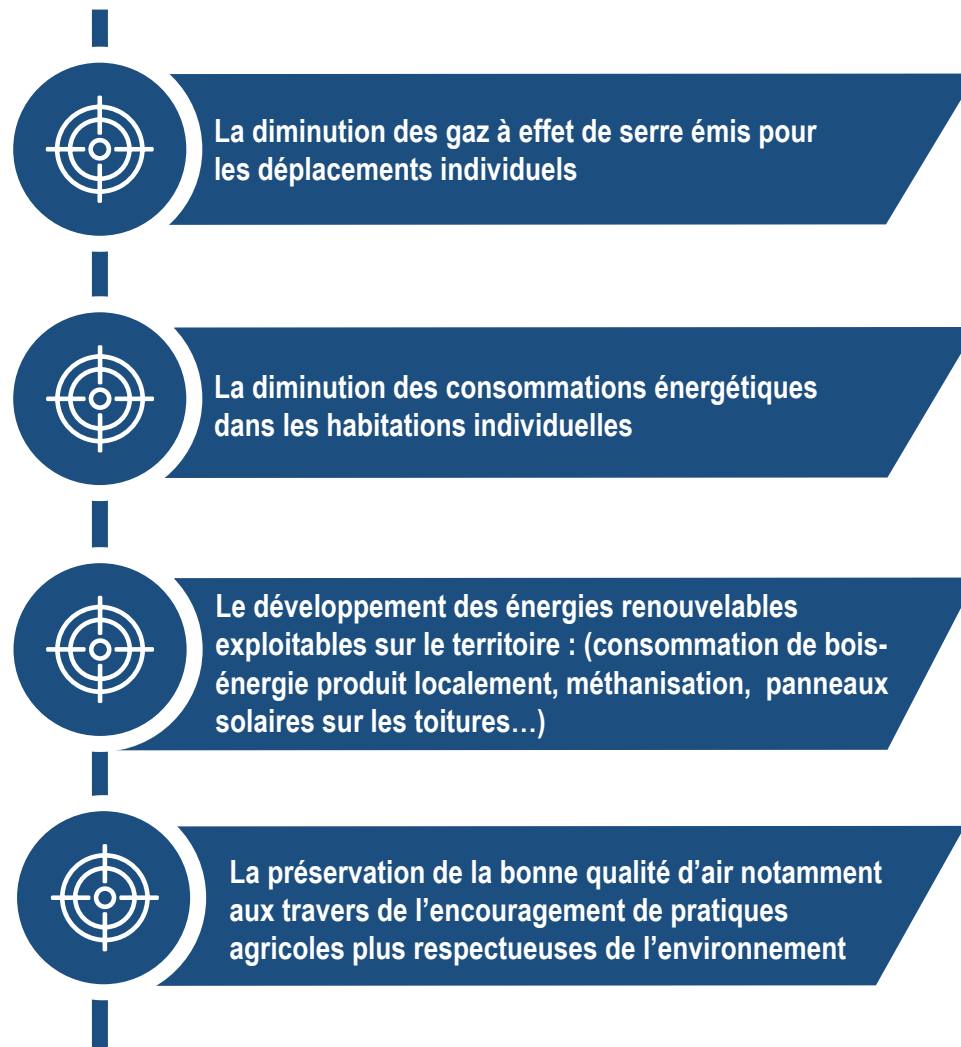 La diminution des gaz à effet de serre émis pour
les déplacements individuels
La diminution des consommations énergétiques
dans les habitations individuelles
Le développement des énergies renouvelables
exploitables sur le territoire : (consommation de bois-
énergie produit localement, méthanisation,  panneaux
solaires sur les toitures…)
La préservation de la bonne qualité d’air notamment
aux travers de l’encouragement de pratiques
agricoles plus respectueuses de l’environnement